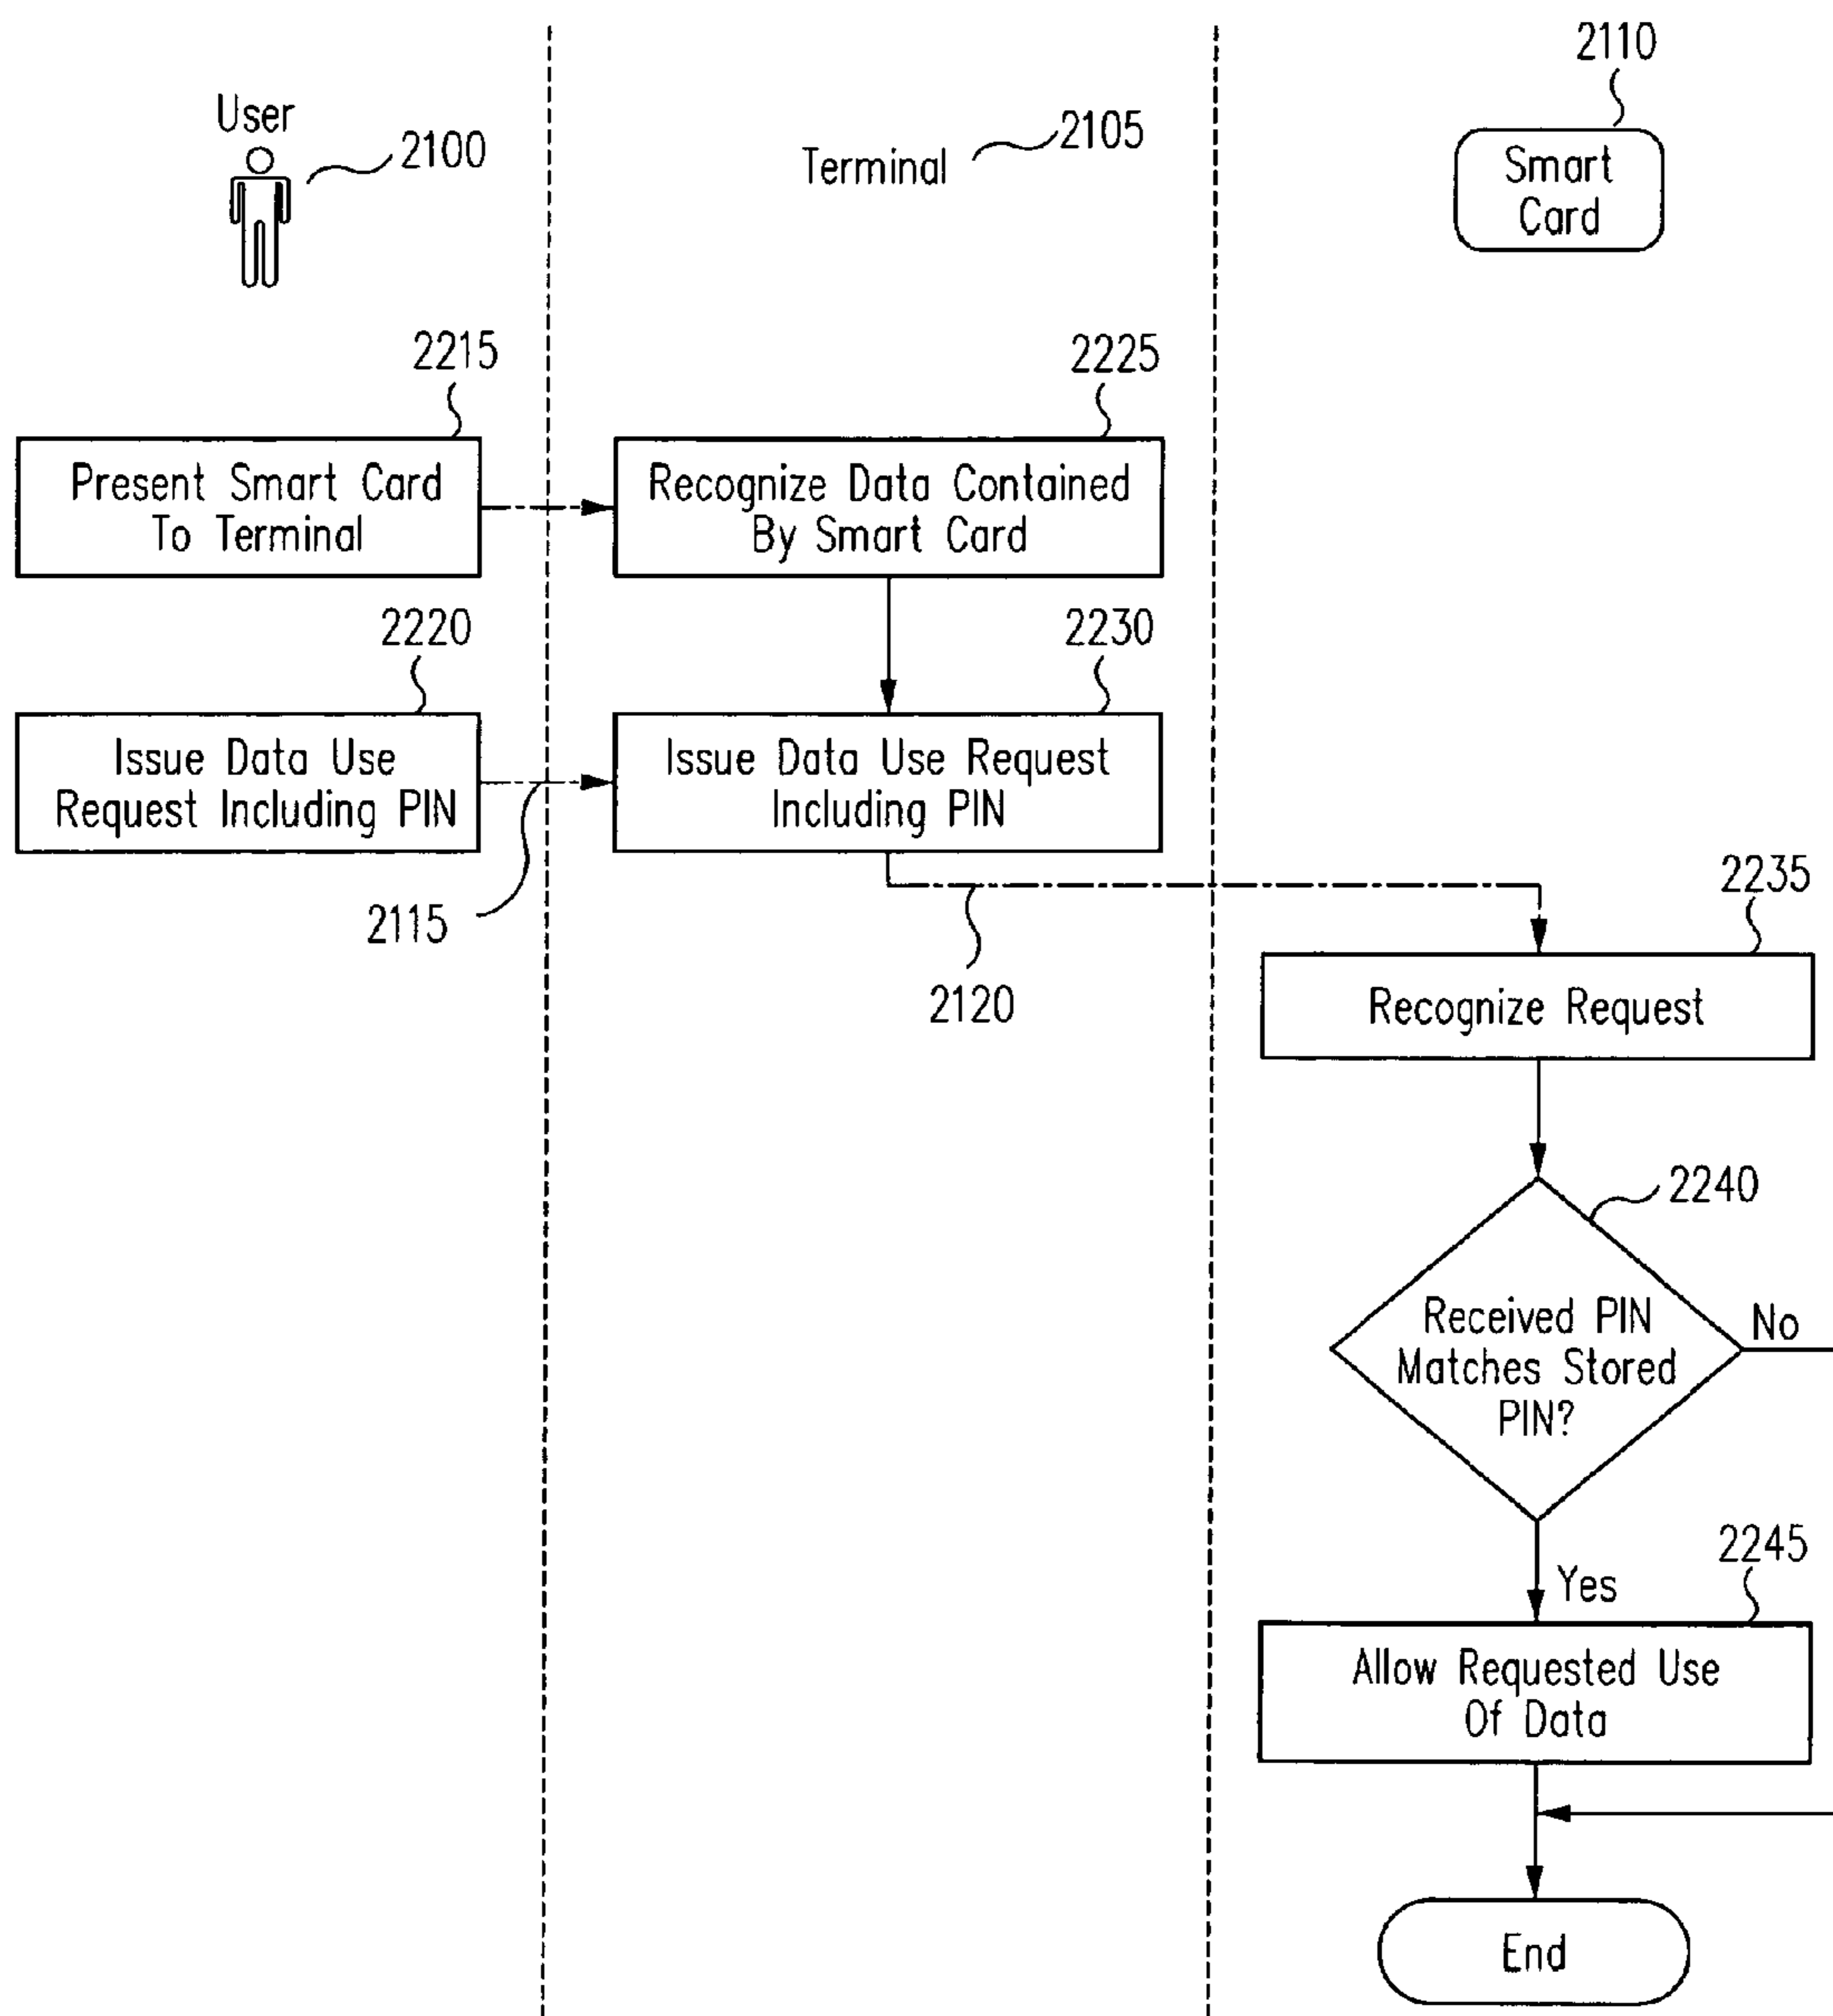 2110
User
2100
Terminal
2105
Smart
Card
2215
2225
Present Smart Card
To Terminal
Recognize Data Contained
By Smart Card
2220
2230
Issue Data Use
Request Including PIN
Issue Data Use Request
Including PIN
2115
2120
2235
Recognize Request
2240
Received PIN
Matches Stored
PIN?
No
Yes
2245
Allow Requested Use
Of Data
End